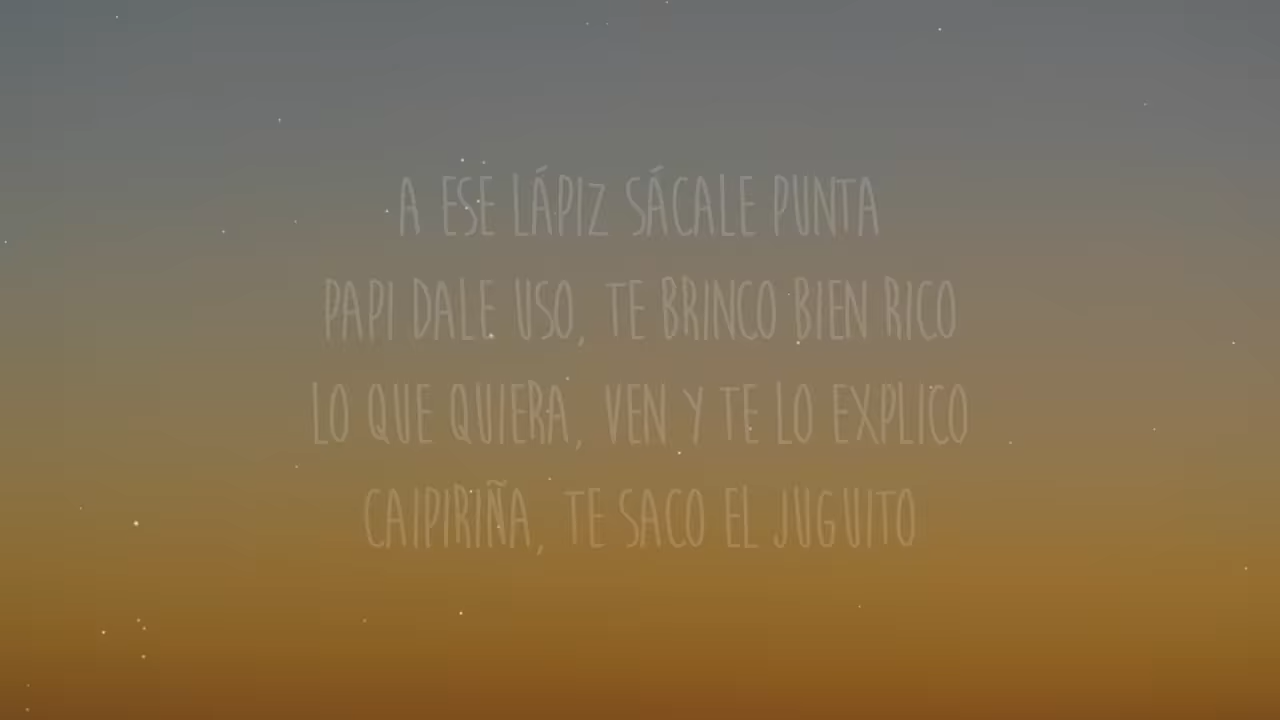 A ESE LÁPIZ SÁCALE PUNTA
PAPI DALE USO, TE BRINCO BIEN RICO
LO QUE QUIERA, VEN Y TE LO EXPLICO
CAIPIRIÑA, TE SACO EL JUGUITO